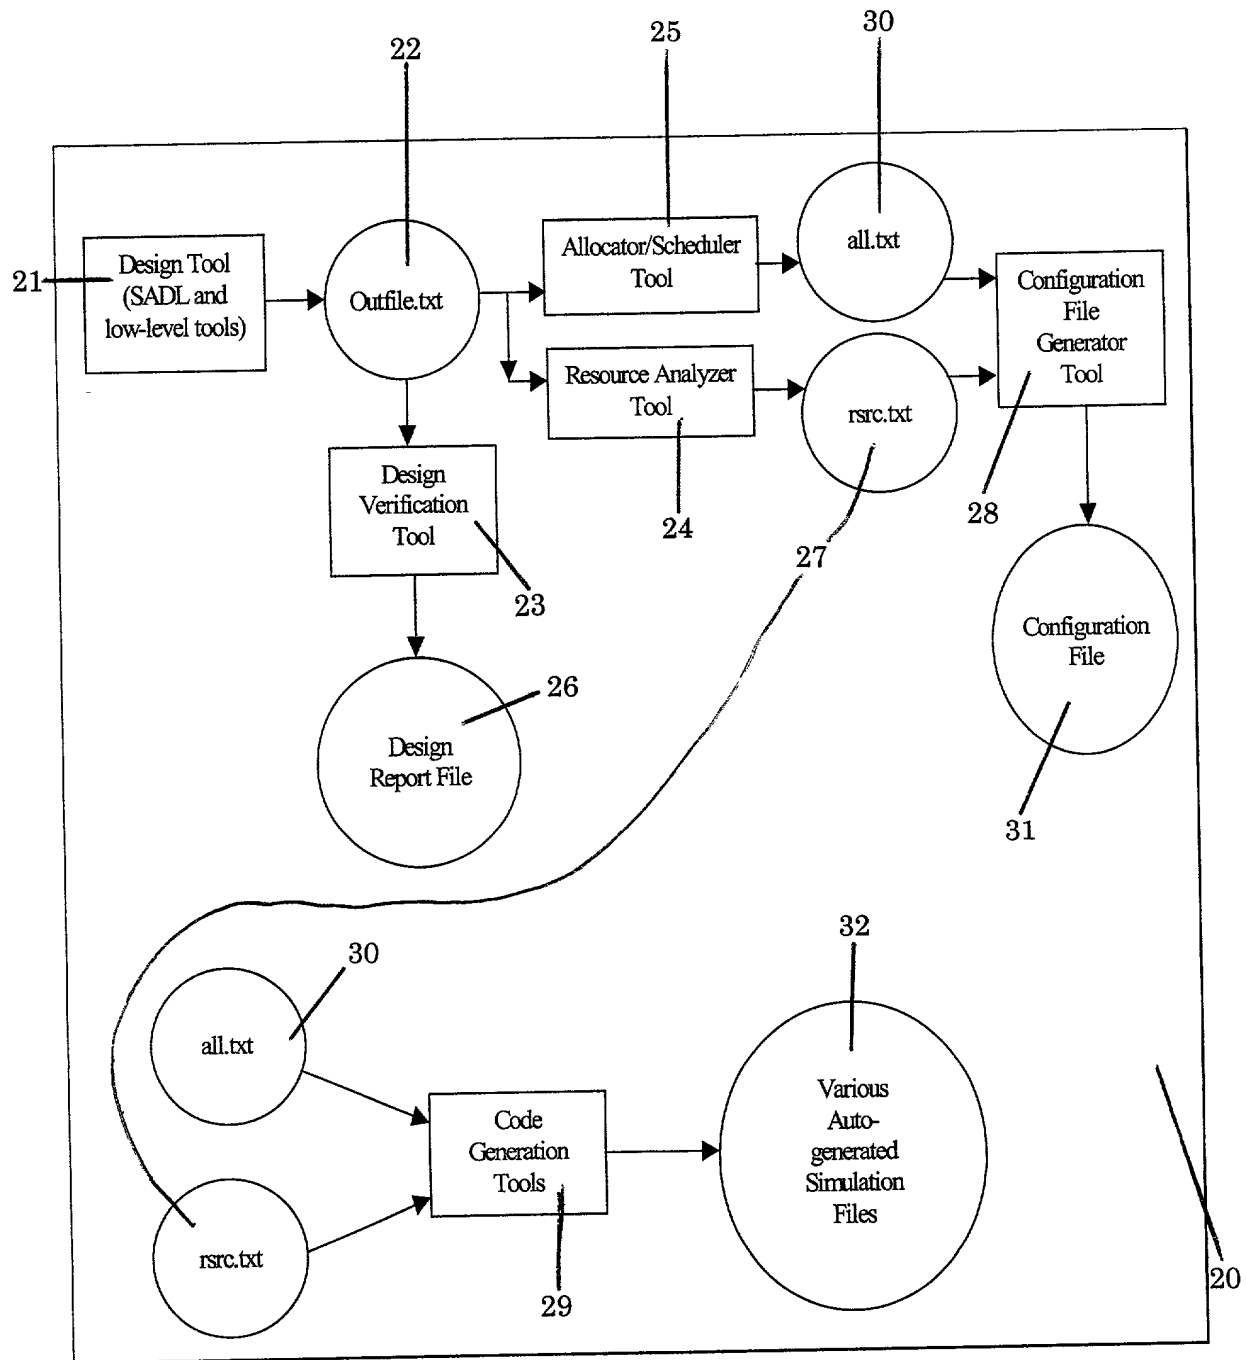 22
25
30
21
Design Tool
(SADL and
low-level tools)
Outfile.txt
Allocator/Scheduler
Tool
all.txt
Configuration
File
Generator
Tool
Resource Analyzer
Tool
rsrc.txt
Design
Verification
Tool
24
28
27
23
Configuration
File
26
Design
Report File
31
32
30
all.txt
Code
Generation
Tools
Various
Auto-
generated
Simulation
Files
rsrc.txt
29
20